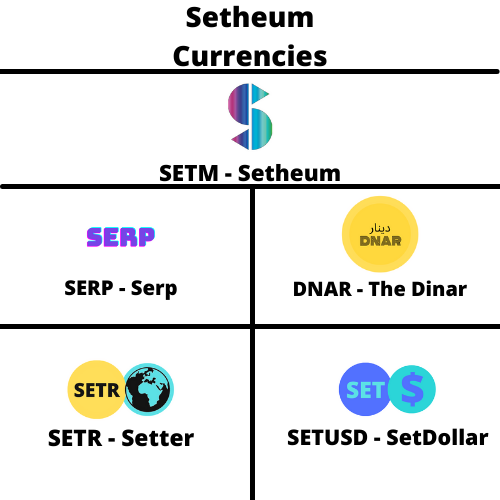 Setheum
Currencies
SETM - Setheum
SERP
دينار
DNAR
SERP - Serp
DNAR - The Dinar
SETR
SET $
SETR - Setter
SETUSD - SetDollar